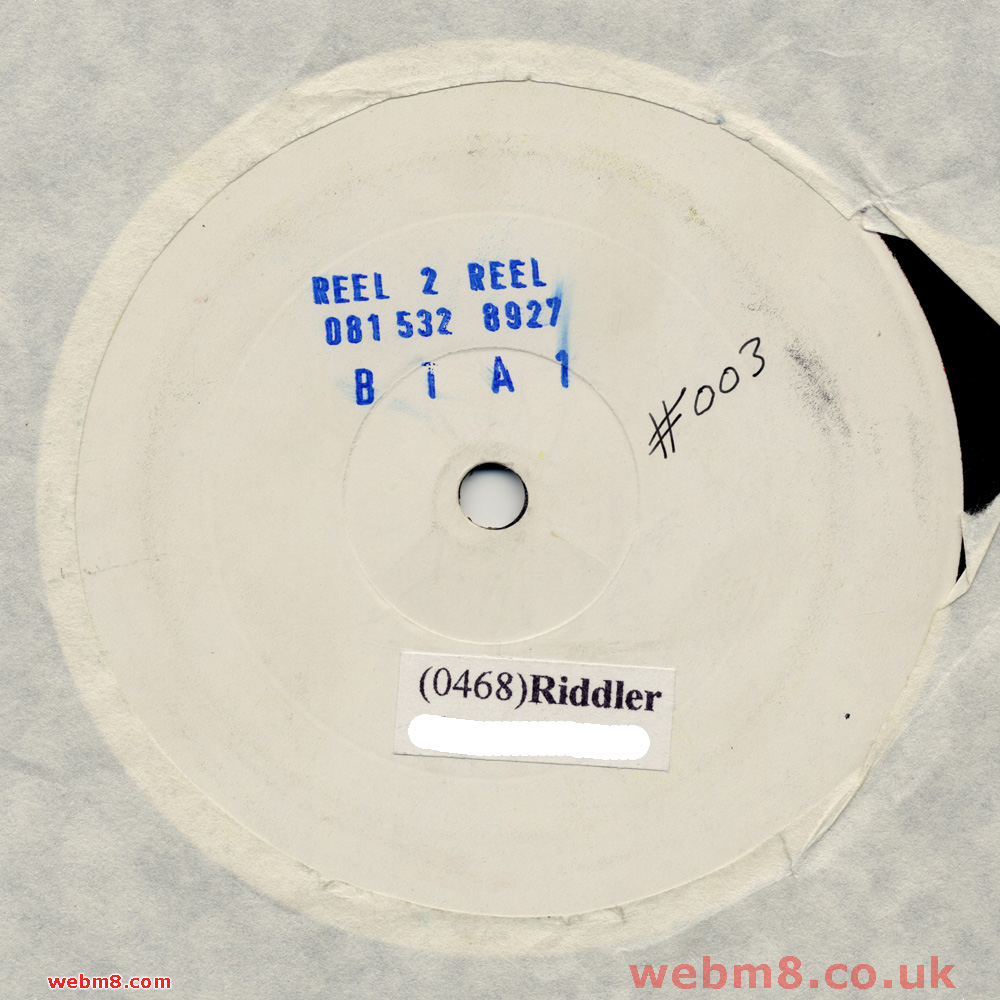 REEL 2 REEL
081 532 8927
B 1 A 1
#003
(0468)Riddler
webm8.com
webm8.co.uk